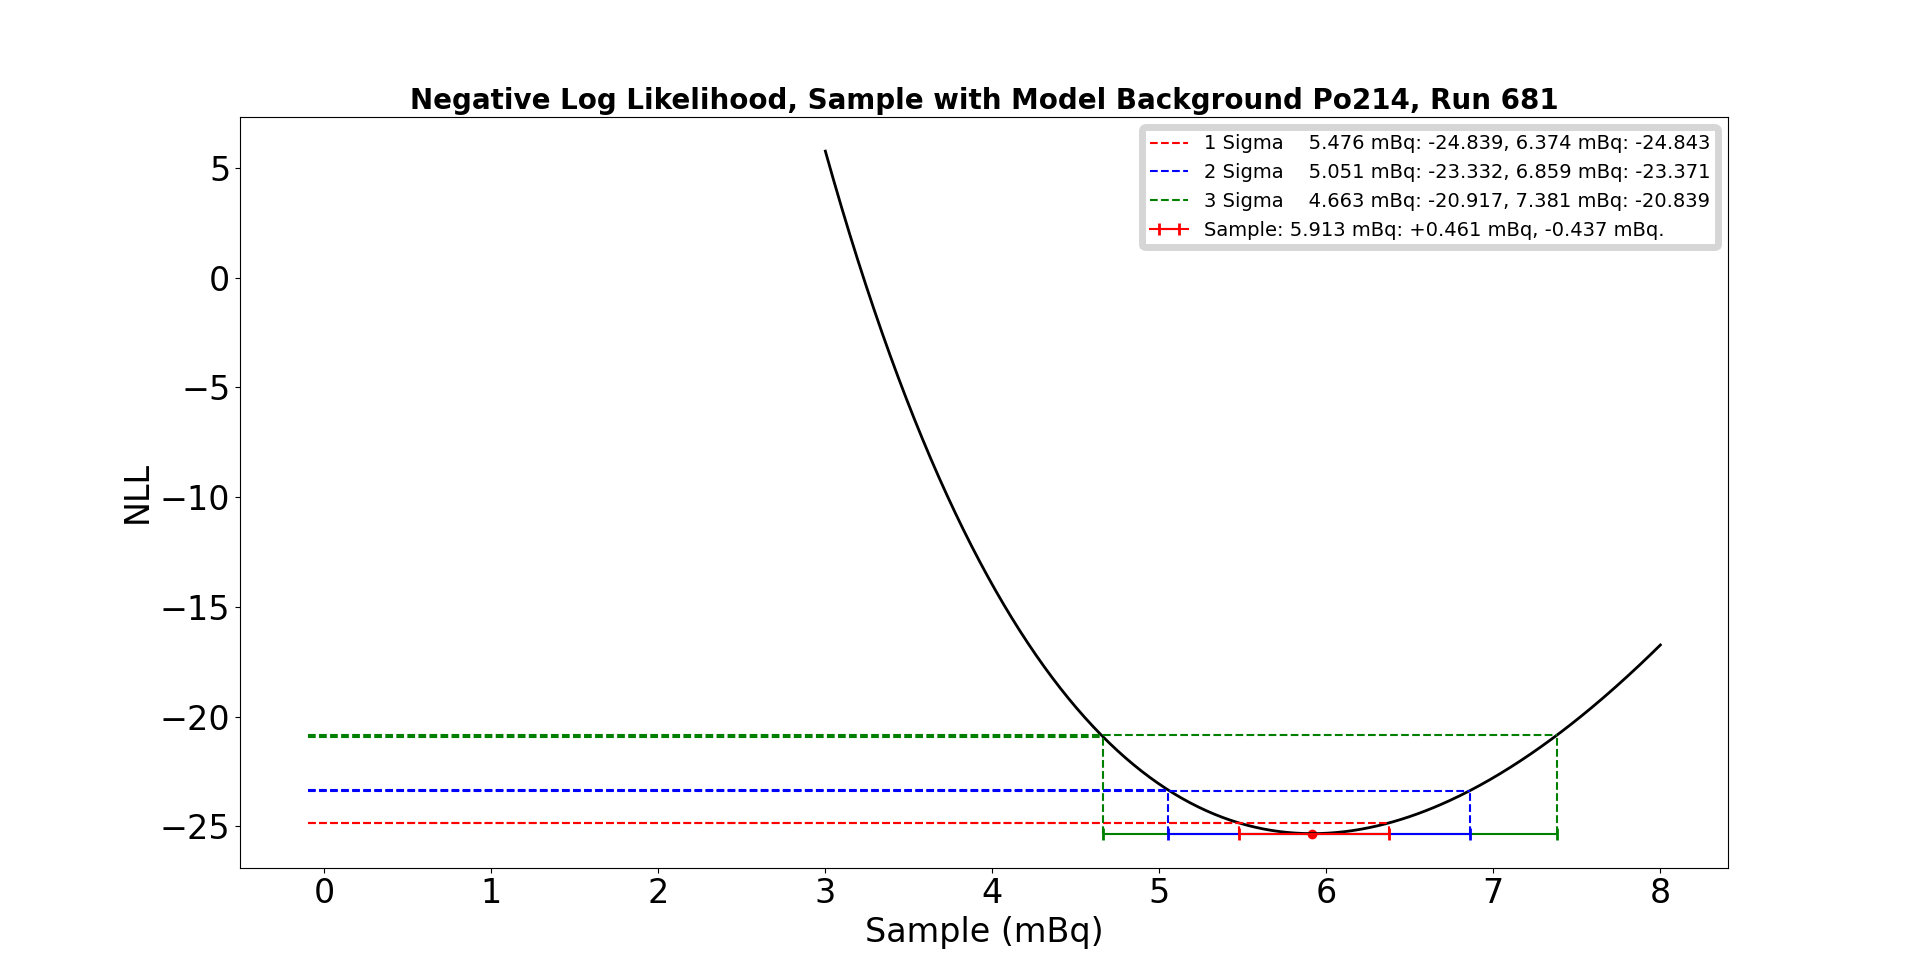 Negative Log Likelihood, Sample with Model Background Po214, Run 681
1 Sigma    5.476 mBq: -24.839, 6.374 mBq: -24.843
2 Sigma    5.051 mBq: -23.332, 6.859 mBq: -23.371
3 Sigma    4.663 mBq: -20.917, 7.381 mBq: -20.839
Sample: 5.913 mBq: +0.461 mBq, -0.437 mBq.
NLL
5
0
−5
−10
−15
−20
−25
0 1 2 3 4 5 6 7 8
Sample (mBq)